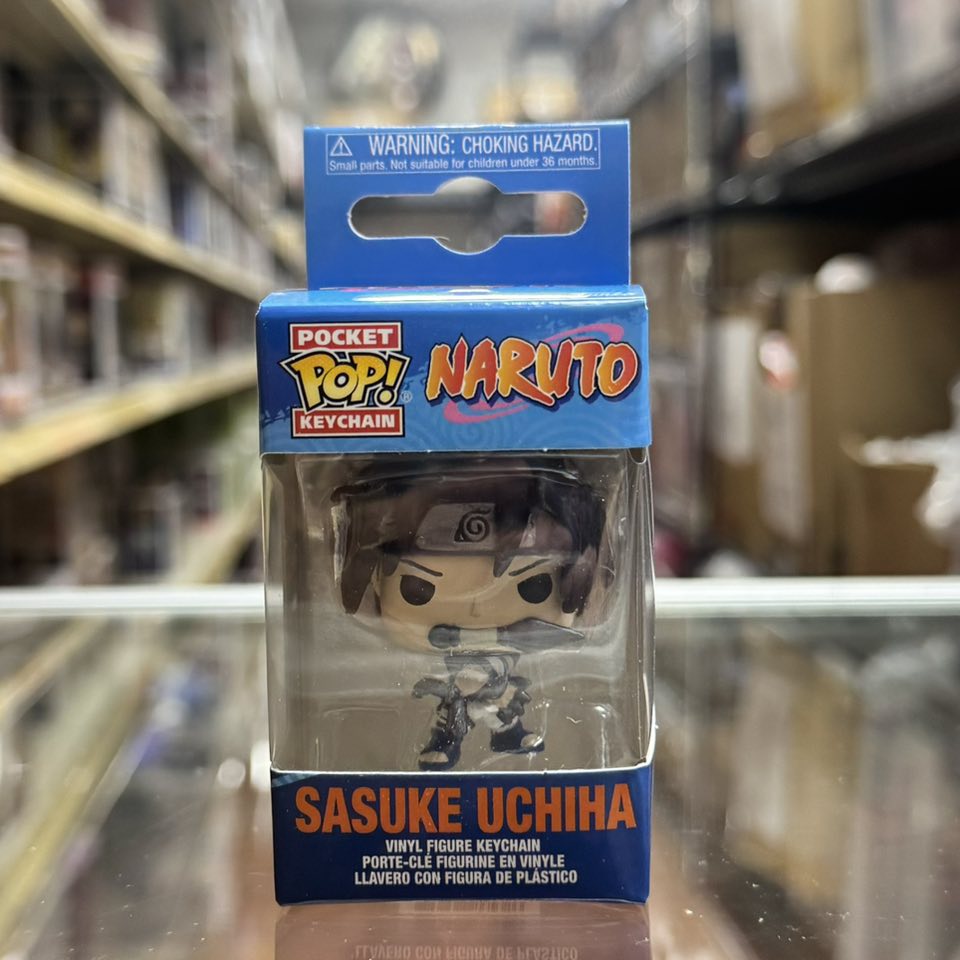 WARNING: CHOKING HAZARD.
Small parts. Not suitable for children under 36 months.
POCKET
POP!®
KEYCHAIN
NARUTO
SASUKE UCHIHA
VINYL FIGURE KEYCHAIN
PORTE-CLÉ FIGURINE EN VINYLE
LLAVERO CON FIGURA DE PLÁSTICO